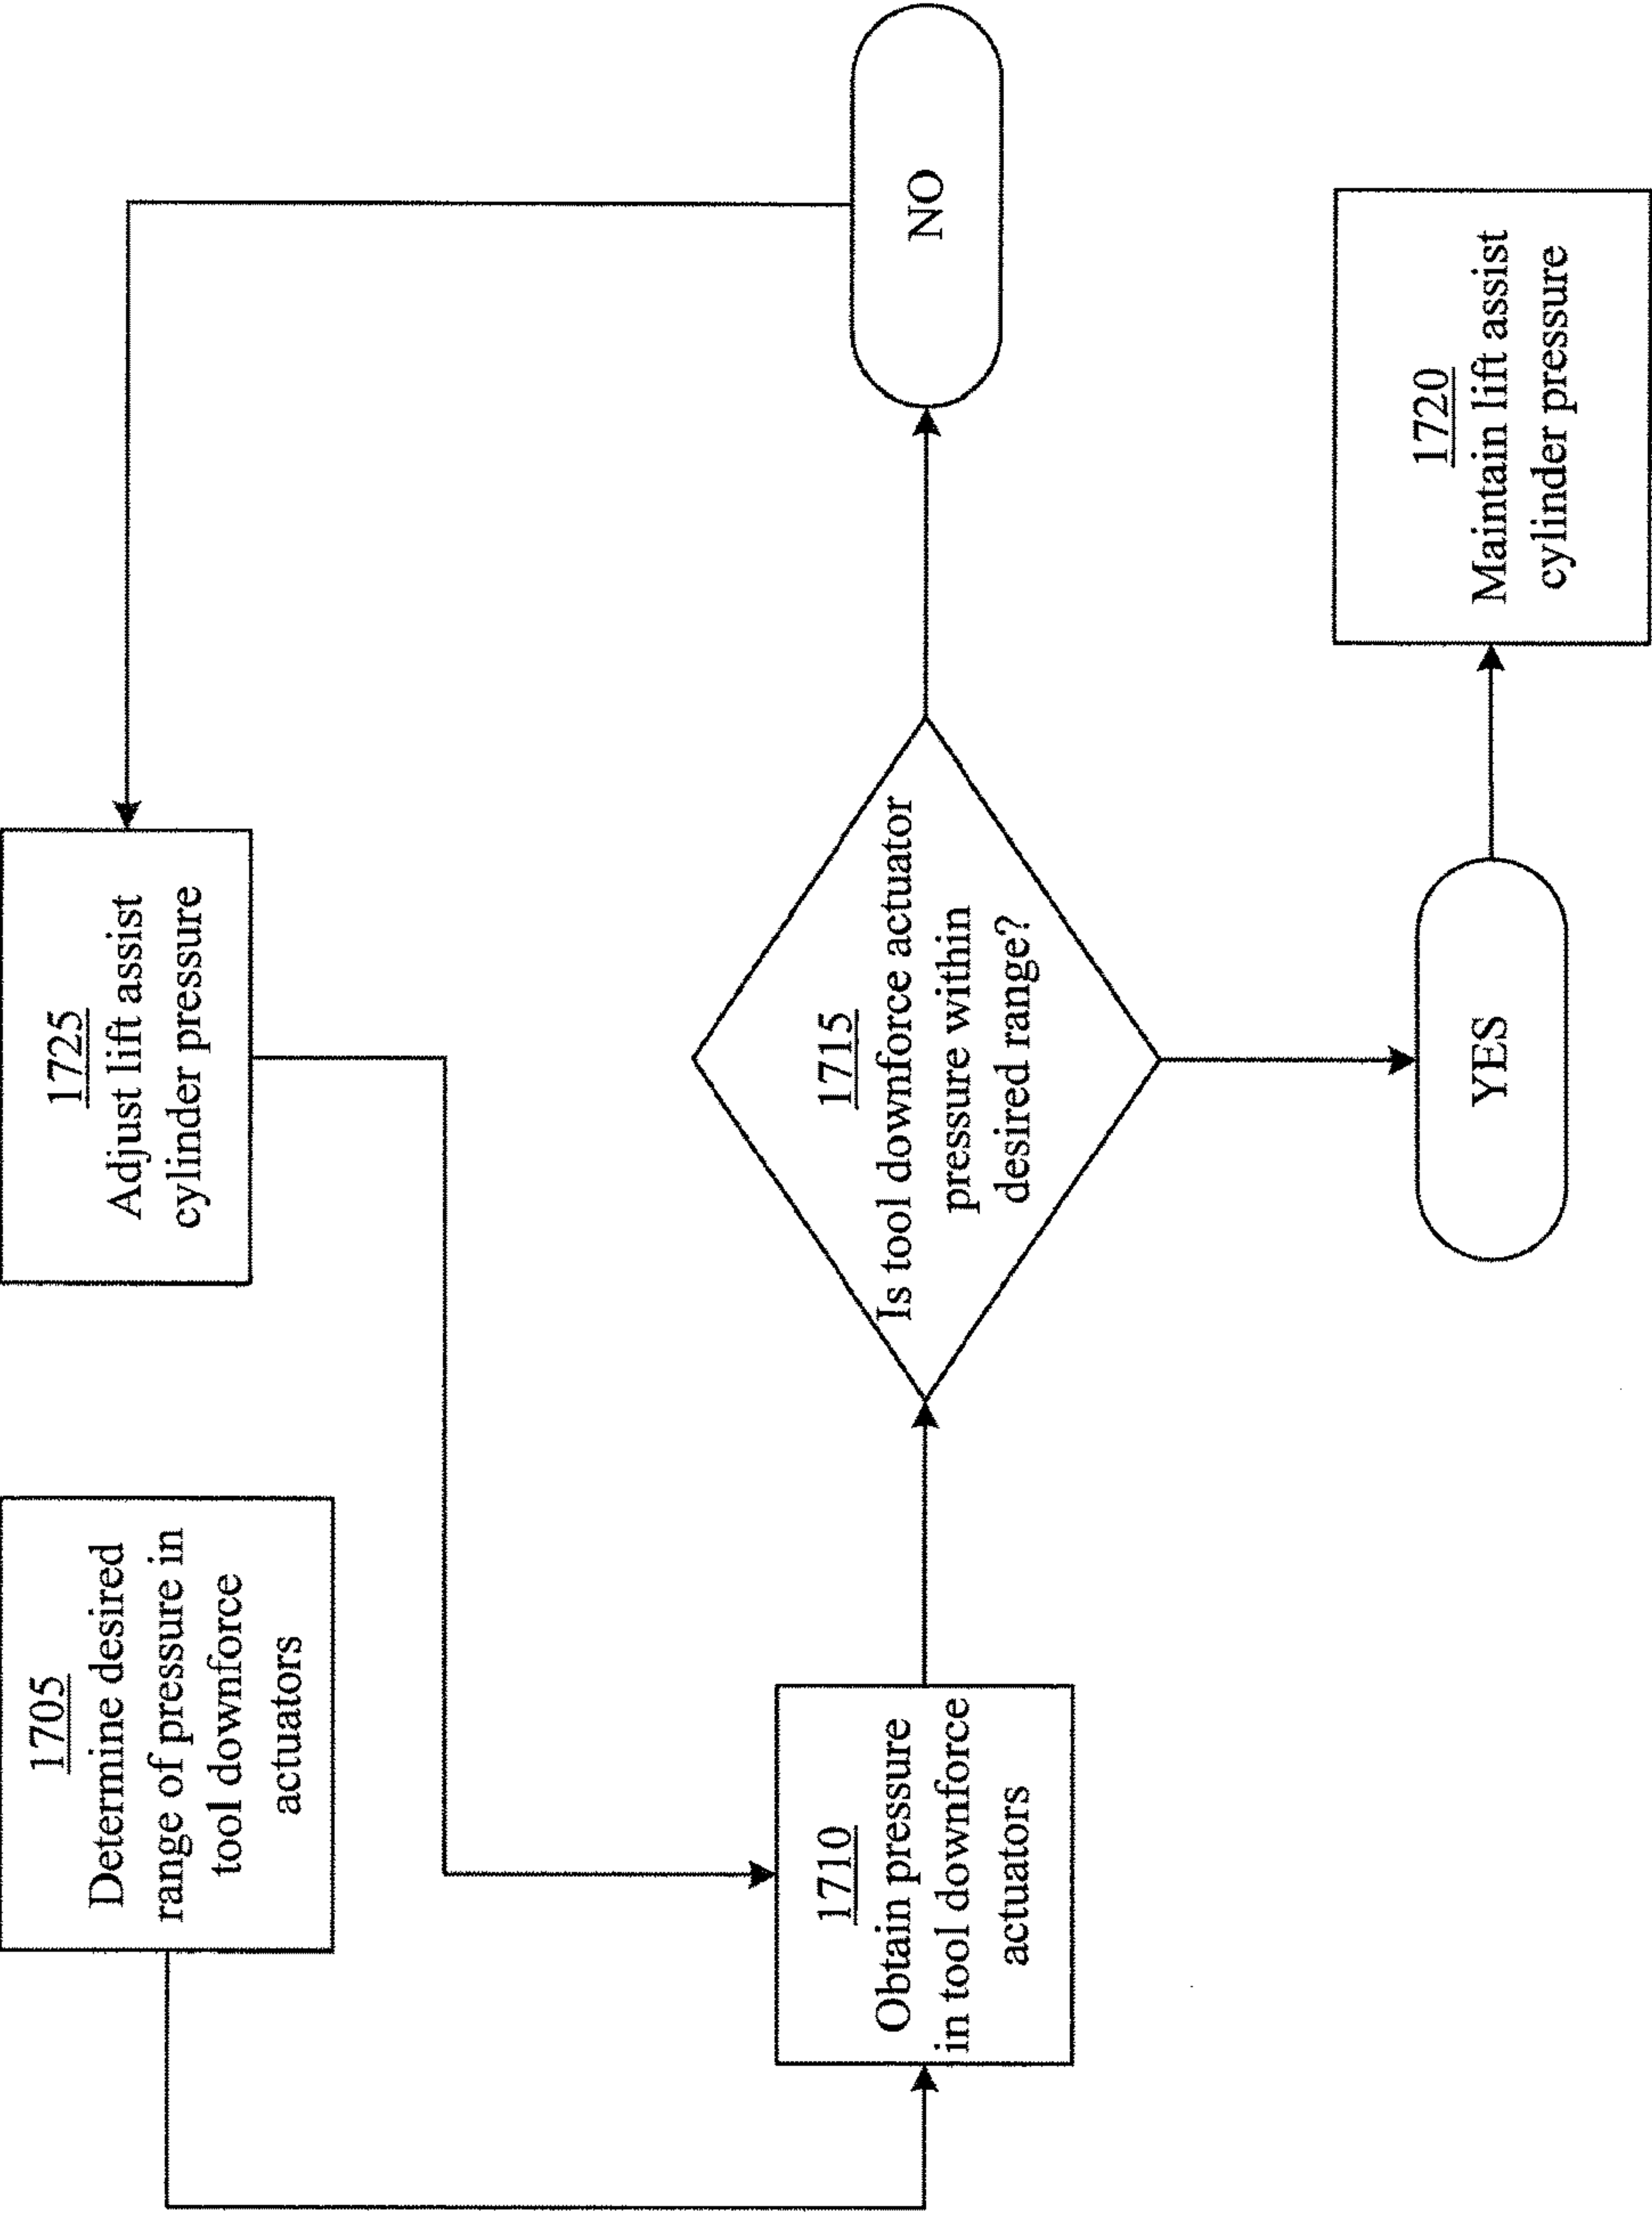 1705
Determine desired
range of pressure in
tool downforce
actuators
1725
Adjust lift assist
cylinder pressure
1710
Obtain pressure
in tool downforce
actuators
1715
Is tool downforce actuator
pressure within
desired range?
NO
YES
1720
Maintain lift assist
cylinder pressure